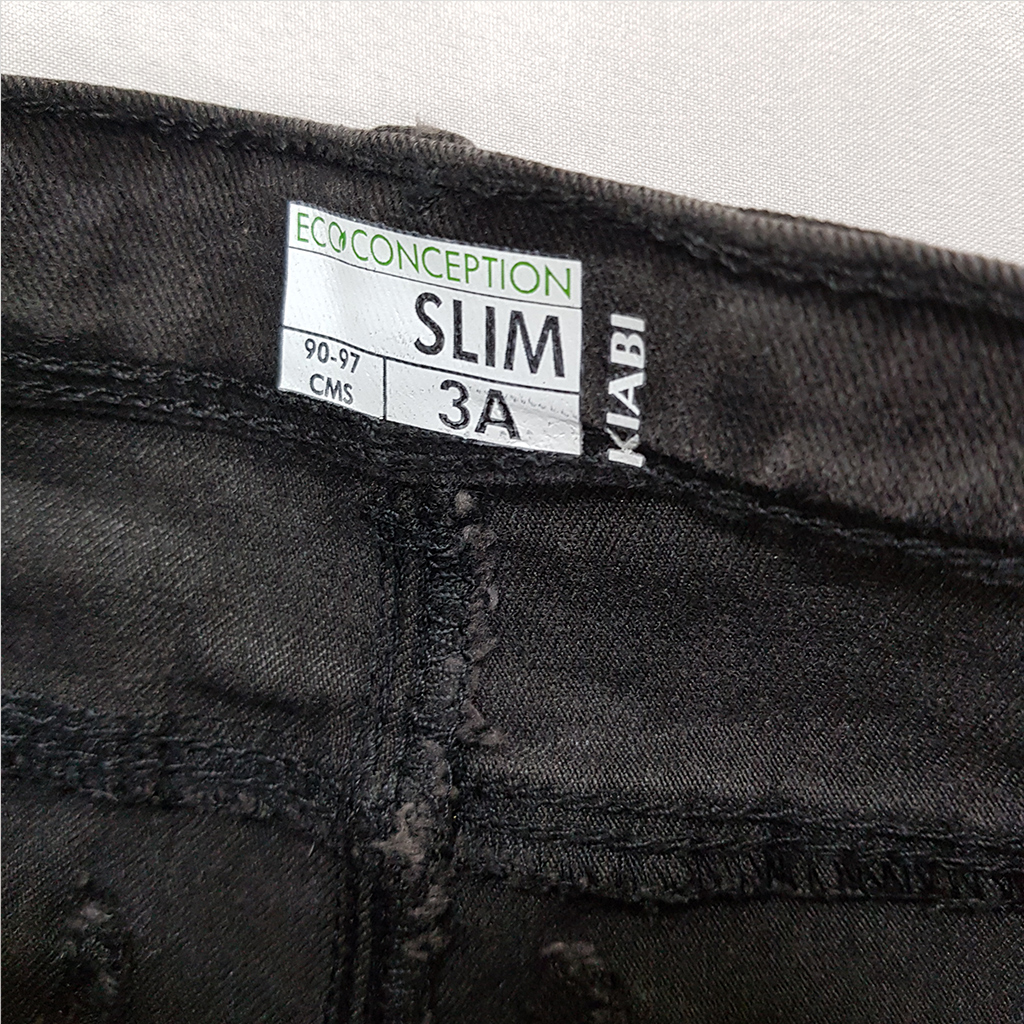 ECOCONCEPTION
SLIM
90-97
CMS
3A
KIABI